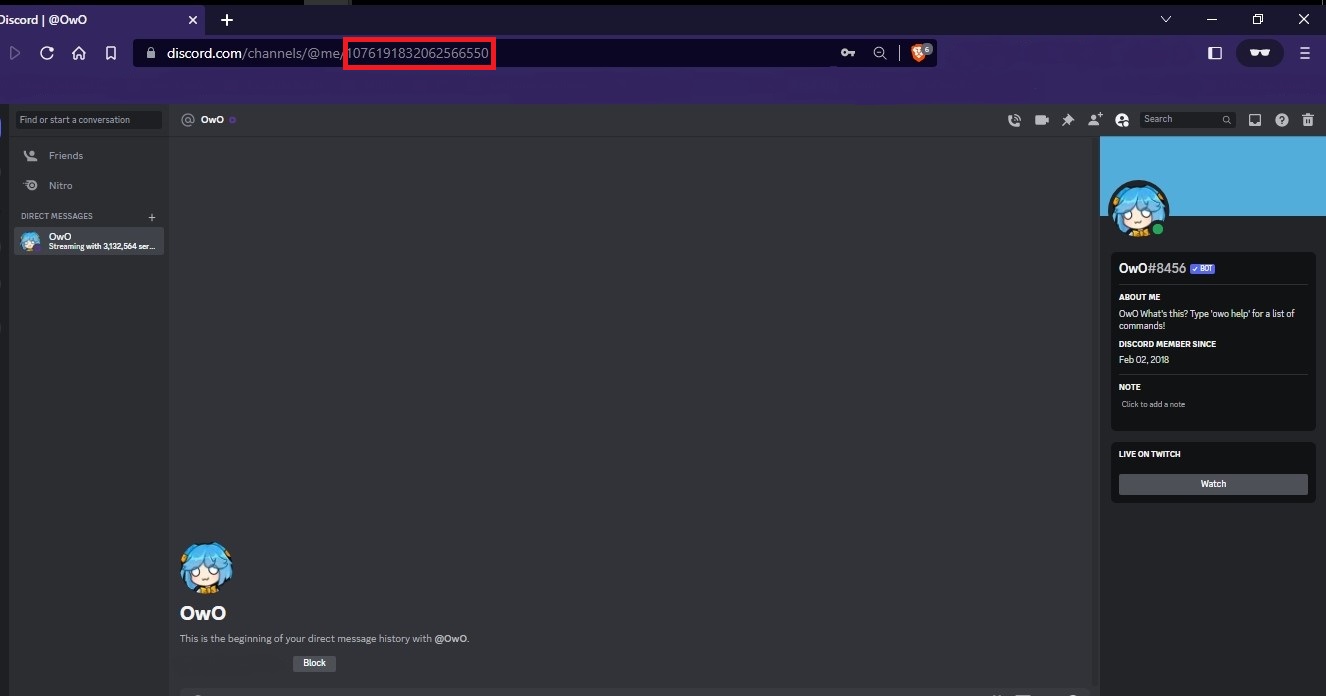 Discord | @OwO
discord.com/channels/@me/1076191832062566550
6
Find or start a conversation
@ OwO
Search
Friends
Nitro
DIRECT MESSAGES
OwO
Streaming with 3,132,564 ser...
OwO#8456 ✓ BOT
ABOUT ME
OwO What's this? Type 'owo help' for a list of
commands!
DISCORD MEMBER SINCE
Feb 02, 2018
NOTE
Click to add a note
LIVE ON TWITCH
Watch
OwO
This is the beginning of your direct message history with @OwO.
Block